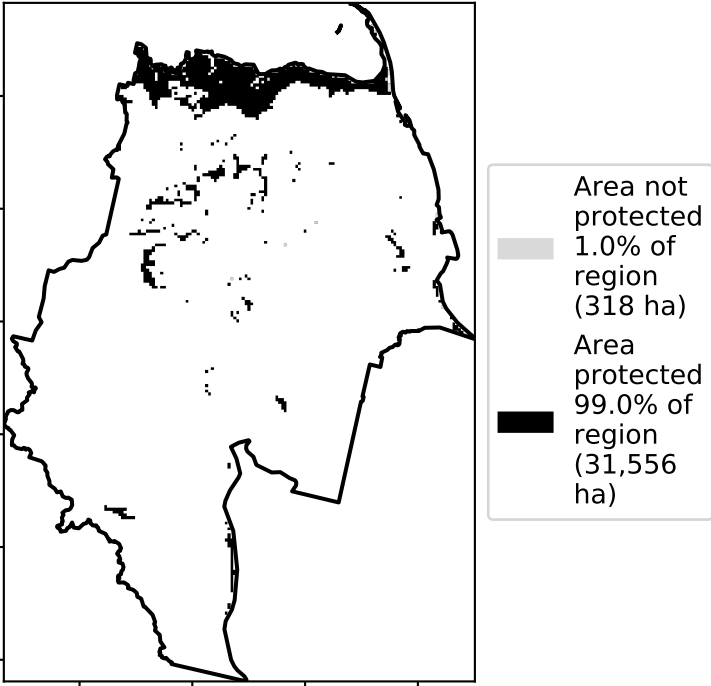 Area not
protected
1.0% of
region
(318 ha)
Area
protected
99.0% of
region
(31,556
ha)